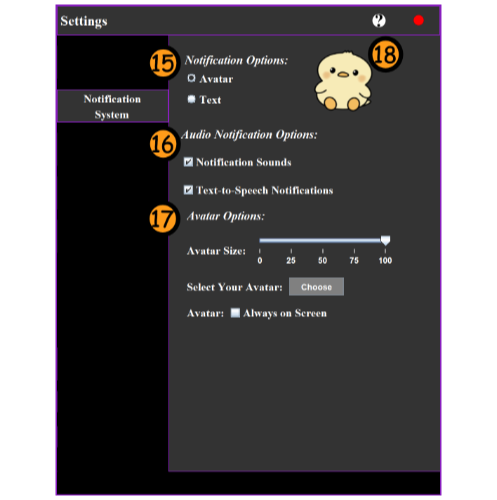 Settings
?
15
Notification Options:
18
Avatar
Text
Notification
System
16
Audio Notification Options:
Notification Sounds
Text-to-Speech Notifications
17
Avatar Options:
Avatar Size:
0 25 50 75 100
Select Your Avatar: Choose
Avatar: Always on Screen